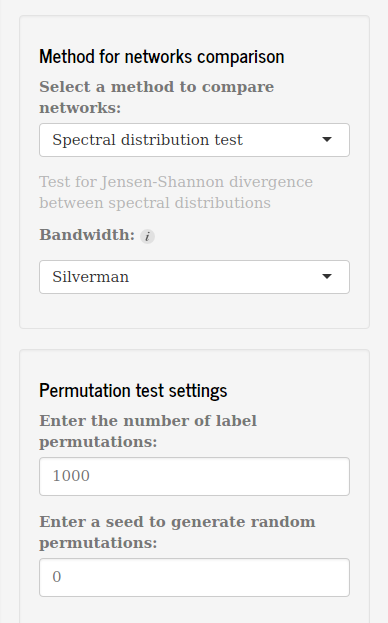 Method for networks comparison
Select a method to compare
networks:
Spectral distribution test
Test for Jensen-Shannon divergence
between spectral distributions
Bandwidth: i
Silverman
Permutation test settings
Enter the number of label
permutations:
1000
Enter a seed to generate random
permutations:
0